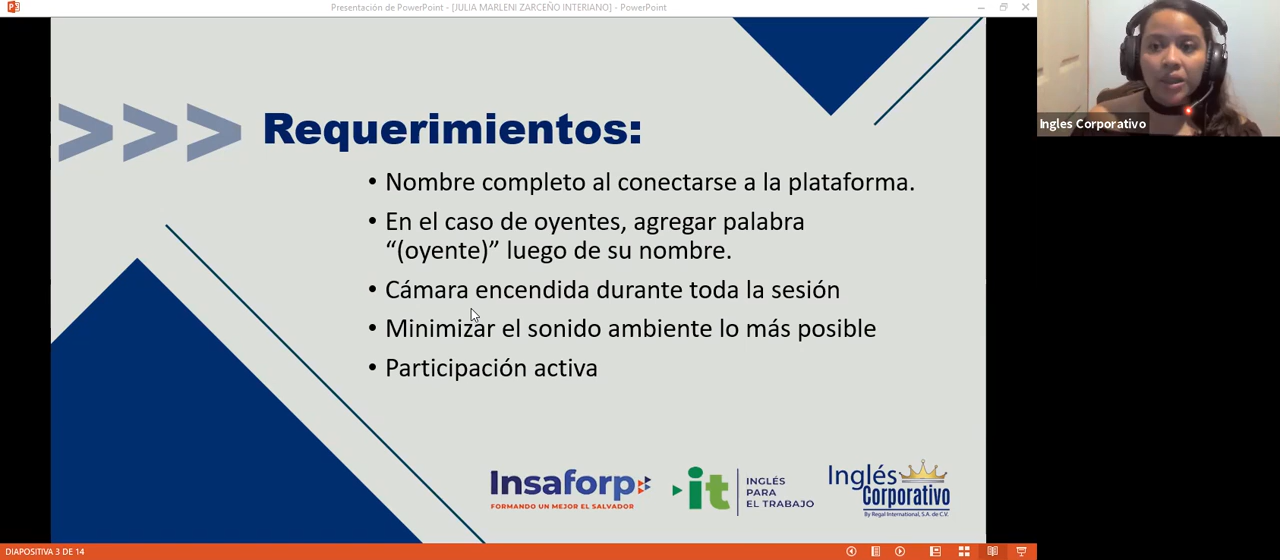 Presentación de PowerPoint - [JULIA MARLENI ZARCEÑO INTERIANO] - PowerPoint
Ingles Corporativo
>>> Requerimientos:
• Nombre completo al conectarse a la plataforma.
• En el caso de oyentes, agregar palabra
“(oyente)” luego de su nombre.
• Cámara encendida durante toda la sesión
• Minimizar el sonido ambiente lo más posible
• Participación activa
Insaforp
FORMANDO UN MEJOR EL SALVADOR
it
INGLÉS
PARA
EL TRABAJO
Inglés
Corporativo
By Regal International, S.A. de C.V.
DIAPOSITIVA 3 DE 14